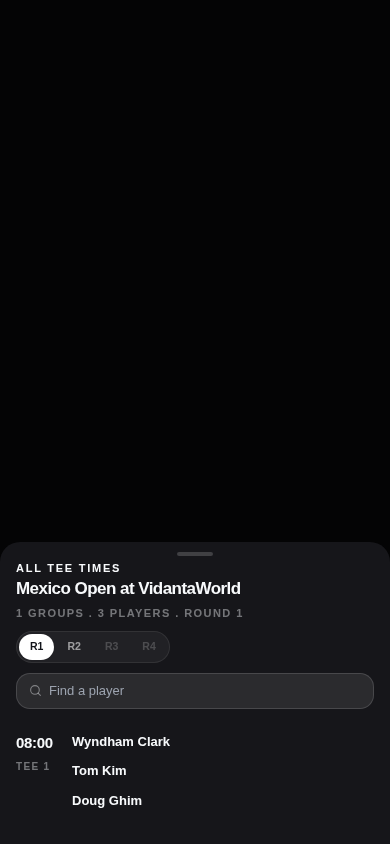 ALL TEE TIMES
Mexico Open at VidantaWorld
1 GROUPS . 3 PLAYERS . ROUND 1
R1 R2 R3 R4
Find a player
08:00 Wyndham Clark
TEE 1 Tom Kim
Doug Ghim